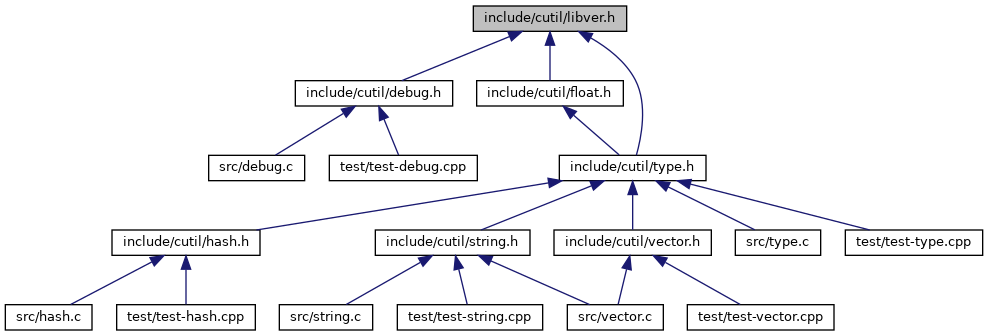 include/cutil/libver.h
include/cutil/debug.h
include/cutil/float.h
src/debug.c
test/test-debug.cpp
include/cutil/type.h
include/cutil/hash.h
include/cutil/string.h
include/cutil/vector.h
src/type.c
test/test-type.cpp
src/hash.c
test/test-hash.cpp
src/string.c
test/test-string.cpp
src/vector.c
test/test-vector.cpp